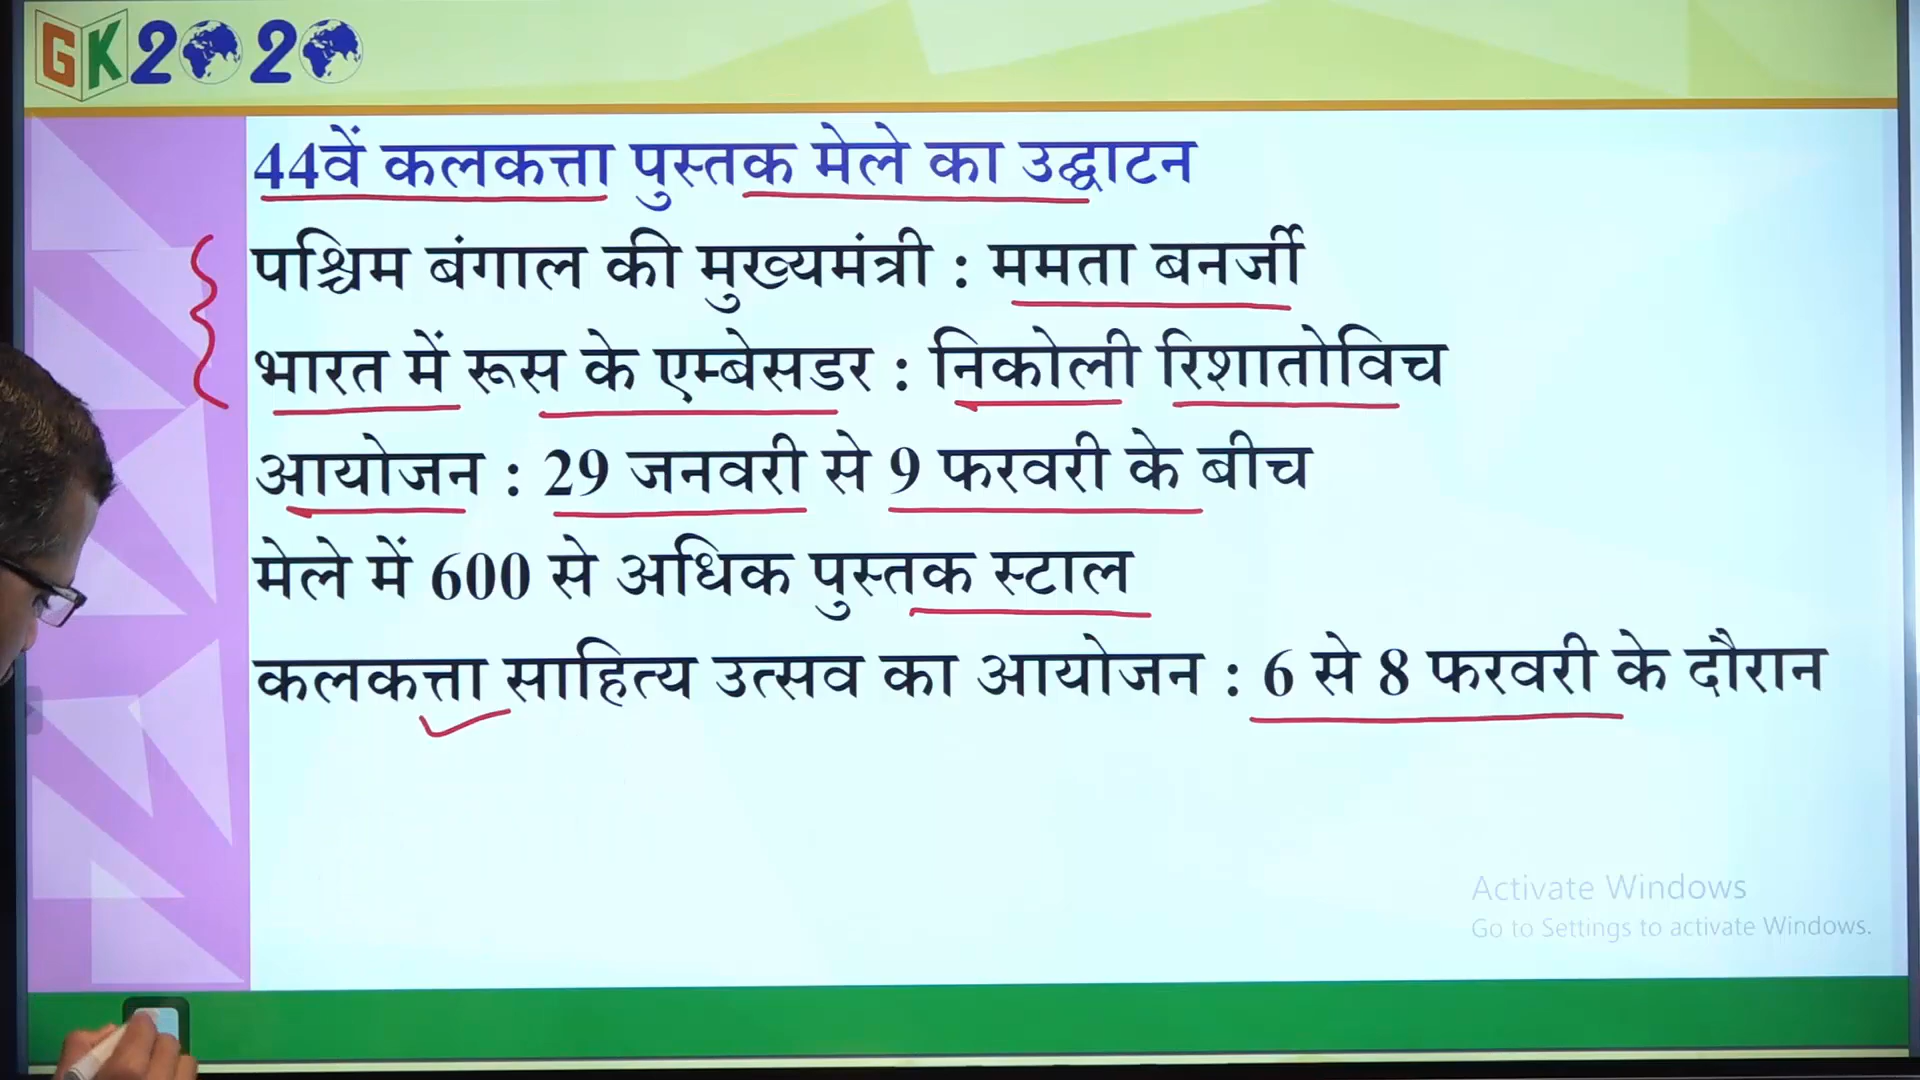 GK2020
44वें कलकत्ता पुस्तक मेले का उद्घाटन
पश्चिम बंगाल की मुख्यमंत्री : ममता बनर्जी
भारत में रूस के एम्बेसडर : निकोली रिशातोविच
आयोजन : 29 जनवरी से 9 फरवरी के बीच
मेले में 600 से अधिक पुस्तक स्टाल
कलकत्ता साहित्य उत्सव का आयोजन : 6 से 8 फरवरी के दौरान
Activate Windows
Go to Settings to activate Windows.